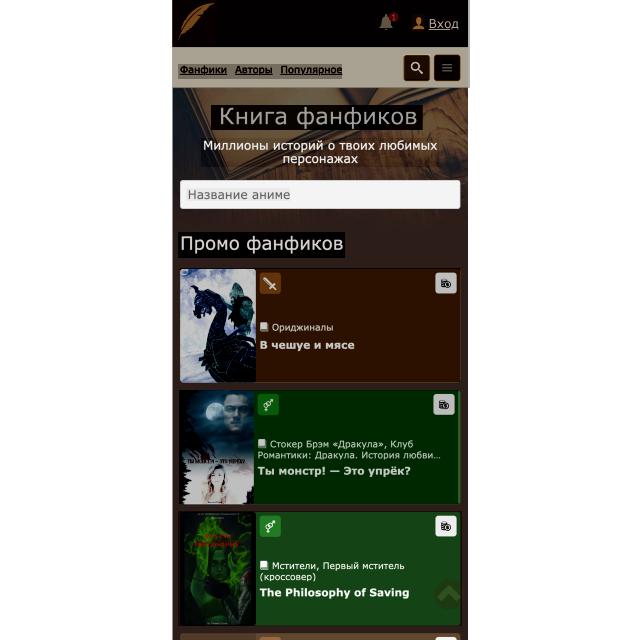 1
Вход
Фанфики Авторы Популярное
Книга фанфиков
Миллионы историй о твоих любимых
персонажах
Название аниме
Промо фанфиков
Ориджиналы
В чешуе и мясе
Стокер Брэм «Дракула», Клуб
Романтики: Дракула. История любви...
Ты монстр! — Это упрёк?
Мстители, Первый мститель
(кроссовер)
The Philosophy of Saving